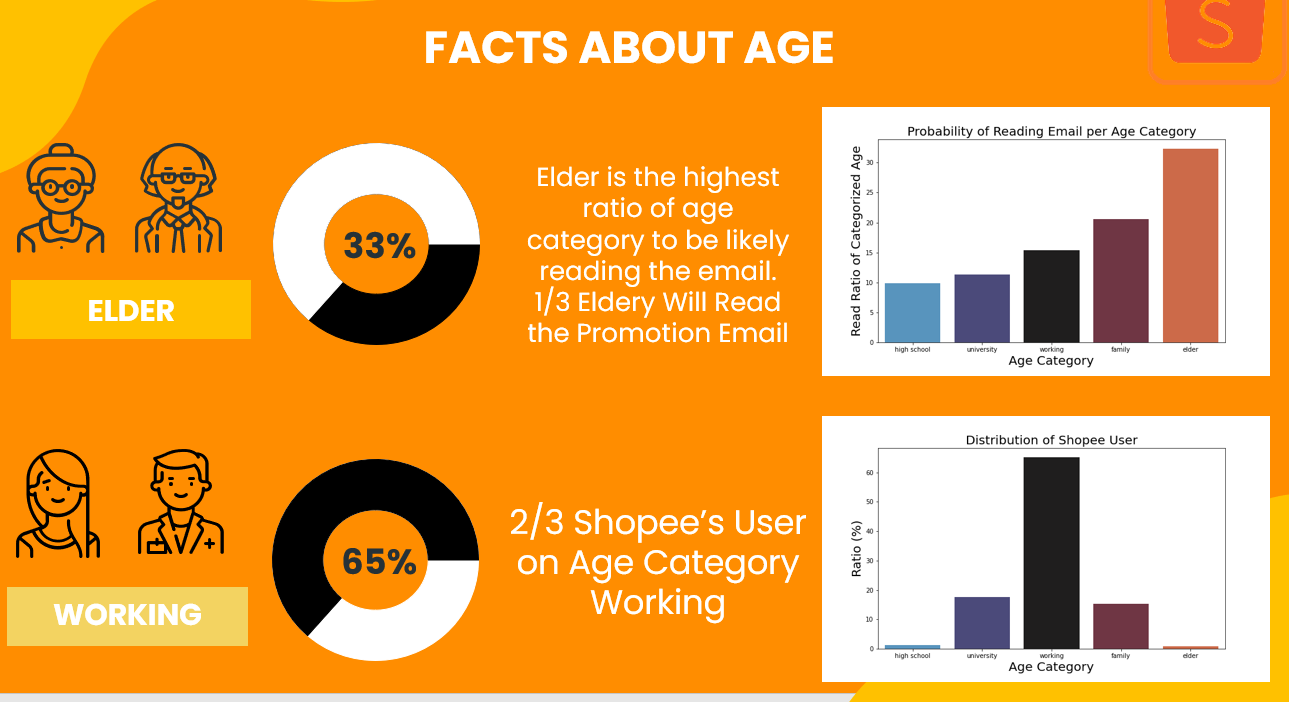 FACTS ABOUT AGE
S
ELDER
33%
Elder is the highest
ratio of age
category to be likely
reading the email.
1/3 Eldery Will Read
the Promotion Email
Probability of Reading Email per Age Category
Read Ratio of Categorized Age
30
25
20
15
10
5
0
high school
university
working
family
elder
Age Category
WORKING
65%
2/3 Shopee’s User
on Age Category
Working
Distribution of Shopee User
Ratio (%)
60
50
40
30
20
10
0
high school
university
working
family
elder
Age Category